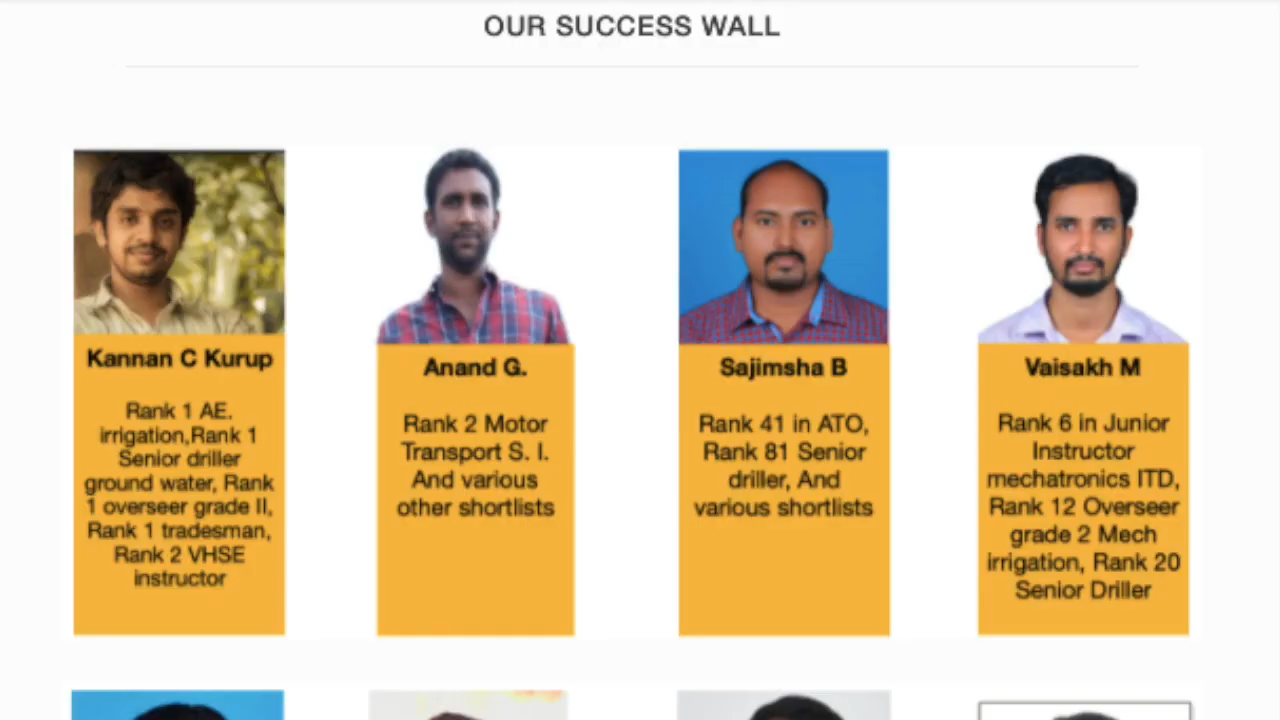 OUR SUCCESS WALL
Kannan C Kurup
Rank 1 AE.
irrigation,Rank 1
Senior driller
ground water, Rank
1 overseer grade II,
Rank 1 tradesman,
Rank 2 VHSE
instructor
Anand G.
Rank 2 Motor
Transport S. I.
And various
other shortlists
Sajimsha B
Rank 41 in ATO,
Rank 81 Senior
driller, And
various shortlists
Vaisakh M
Rank 6 in Junior
Instructor
mechatronics ITD,
Rank 12 Overseer
grade 2 Mech
irrigation, Rank 20
Senior Driller